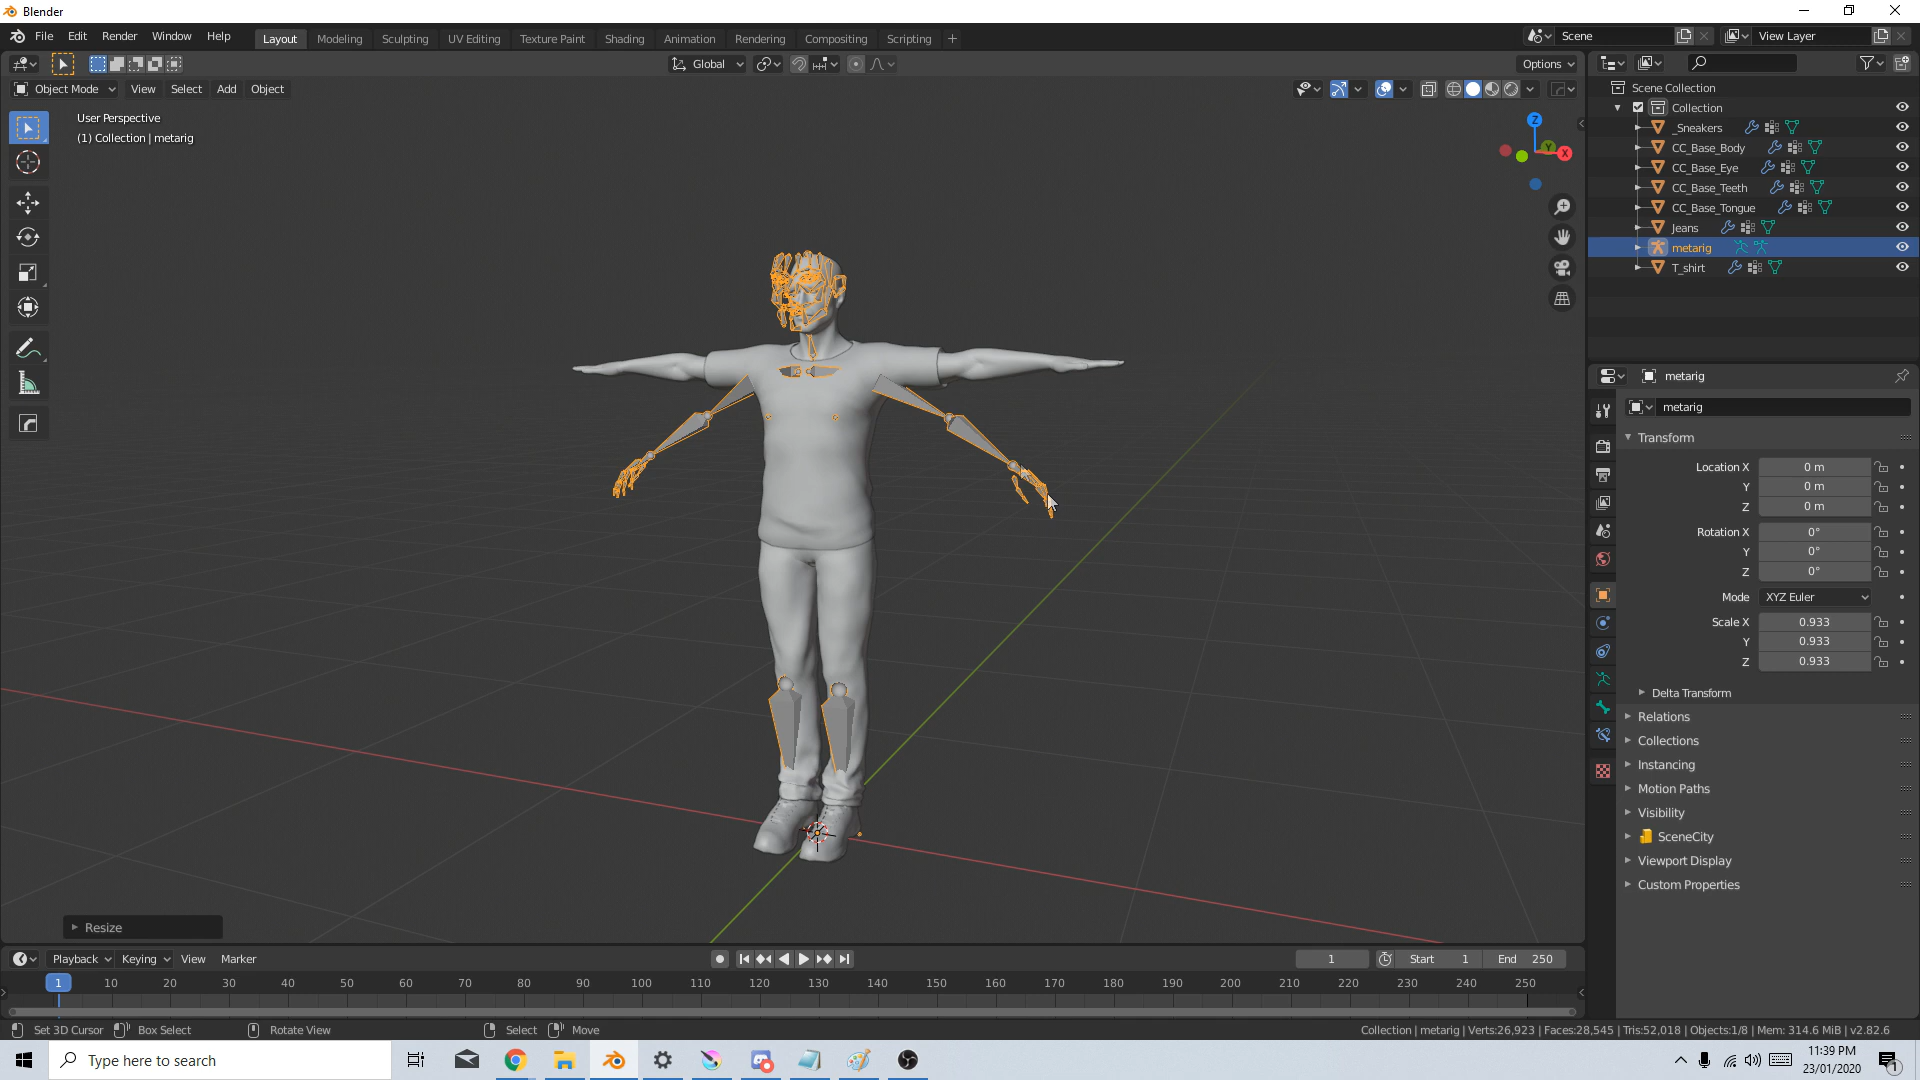 Blender
File Edit Render Window Help
Layout Modeling Sculpting UV Editing Texture Paint Shading Animation Rendering Compositing Scripting +
Scene
View Layer
Global
Options
Object Mode View Select Add Object
User Perspective
(1) Collection | metarig
Z
Y
X
Scene Collection
Collection
_Sneakers
CC_Base_Body
CC_Base_Eye
CC_Base_Teeth
CC_Base_Tongue
Jeans
metarig
T_shirt
metarig
metarig
Transform
Location X 0 m
Y 0 m
Z 0 m
Rotation X 0°
Y 0°
Z 0°
Mode XYZ Euler
Scale X 0.933
Y 0.933
Z 0.933
Delta Transform
Relations
Collections
Instancing
Motion Paths
Visibility
SceneCity
Viewport Display
Custom Properties
Resize
Playback Keying View Marker
1 Start 1 End 250
1 10 20 30 40 50 60 70 80 90 100 110 120 130 140 150 160 170 180 190 200 210 220 230 240 250
Set 3D Cursor Box Select Rotate View Select Move
Collection | metarig | Verts:26,923 | Faces:28,545 | Tris:52,018 | Objects:1/8 | Mem: 314.6 MiB | v2.82.6
Type here to search
11:39 PM
23/01/2020
1